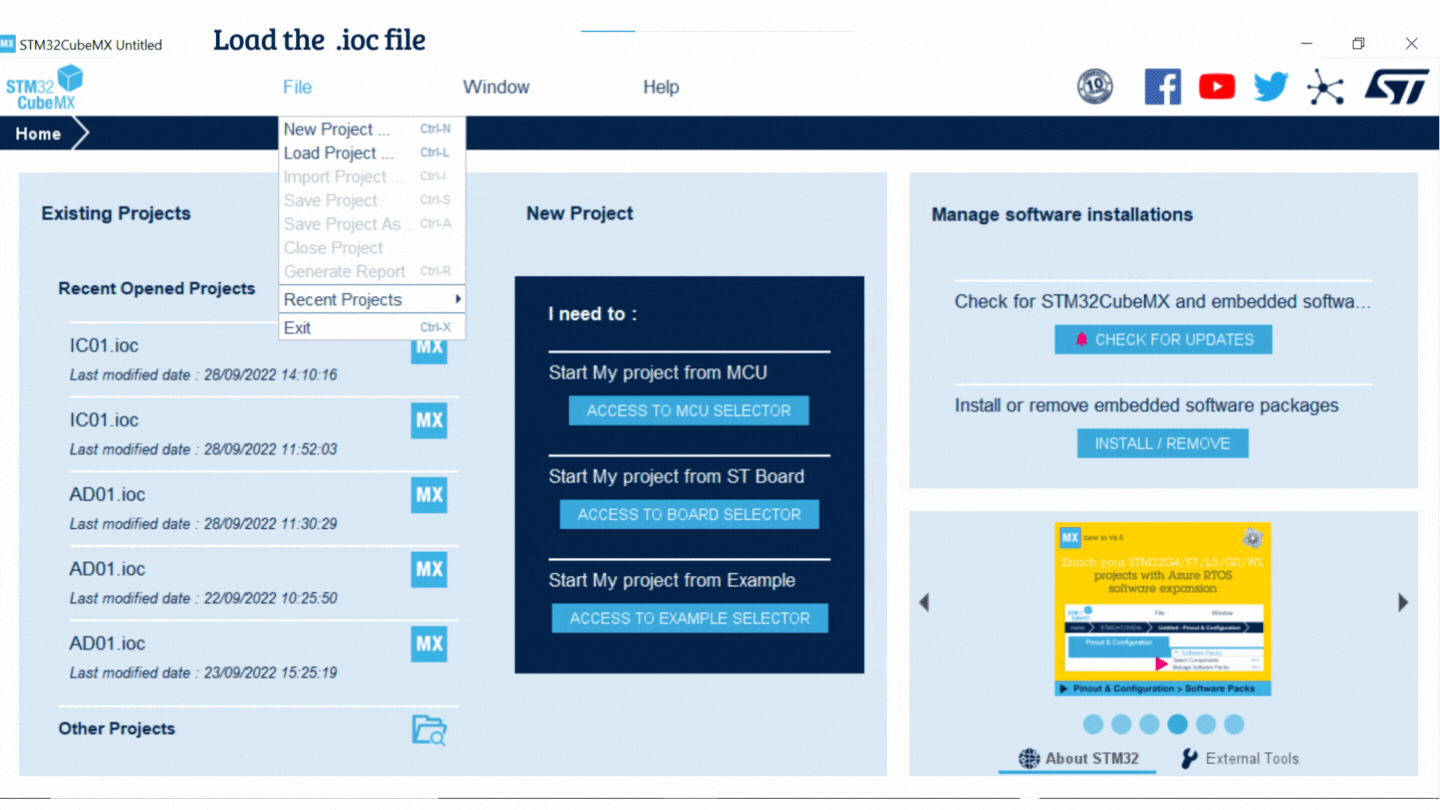 Load the .ioc file
MX STM32CubeMX Untitled
STM32
CubeMX
File
Window
Help
10
ST
Home
New Project ... Ctrl-N
Load Project ... Ctrl-L
Import Project ... Ctrl-I
Save Project Ctrl-S
Save Project As ... Ctrl-A
Close Project
Generate Report Ctrl-R
Recent Projects
Exit Ctrl-X
Existing Projects
Recent Opened Projects
IC01.ioc
MX
Last modified date : 28/09/2022 14:10:16
IC01.ioc
MX
Last modified date : 28/09/2022 11:52:03
AD01.ioc
MX
Last modified date : 28/09/2022 11:30:29
AD01.ioc
MX
Last modified date : 22/09/2022 10:25:50
AD01.ioc
MX
Last modified date : 23/09/2022 15:25:19
Other Projects
New Project
I need to :
Start My project from MCU
ACCESS TO MCU SELECTOR
Start My project from ST Board
ACCESS TO BOARD SELECTOR
Start My project from Example
ACCESS TO EXAMPLE SELECTOR
Manage software installations
Check for STM32CubeMX and embedded softwa...
CHECK FOR UPDATES
Install or remove embedded software packages
INSTALL / REMOVE
MX new in v6.5
Enrich your STM32G4/F7/L5/G0/WL
projects with Azure RTOS
software expansion
File
Window
Home
Untitled - Pinout & Configuration
Pinout & Configuration
Software Packs
Select Components
Manage Software Packs
Pinout & Configuration > Software Packs
About STM32
External Tools